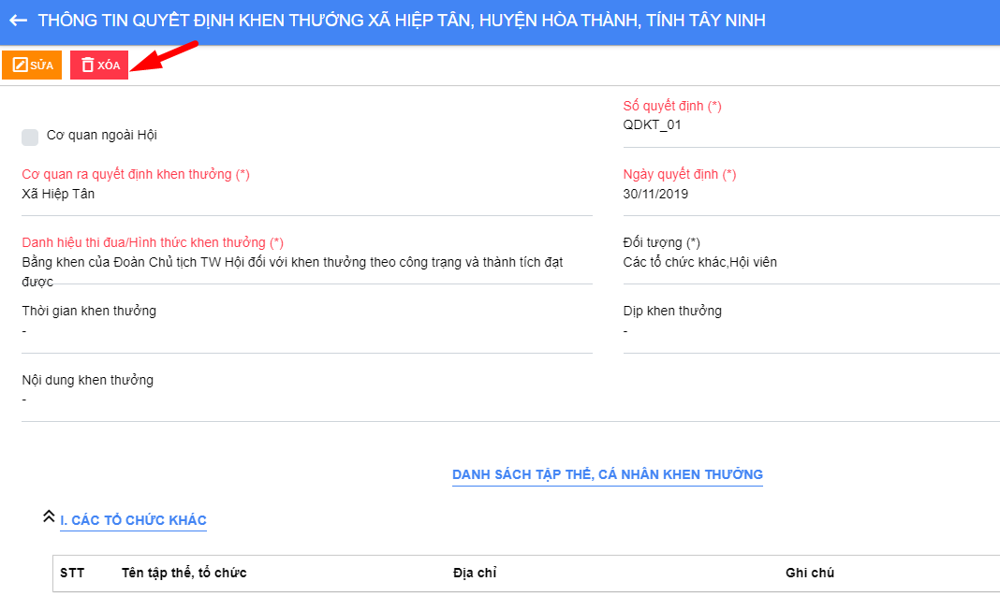 THÔNG TIN QUYẾT ĐỊNH KHEN THƯỚNG XÃ HIỆP TÂN, HUYỆN HÒA THÀNH, TỈNH TÂY NINH
SỬA
XÓA
Cơ quan ngoài Hội
Số quyết định (*)
QDKT_01
Cơ quan ra quyết định khen thưởng (*)
Ngày quyết định (*)
Xã Hiệp Tân
30/11/2019
Danh hiệu thi đua/Hình thức khen thưởng (*)
Đối tượng (*)
Bằng khen của Đoàn Chủ tịch TW Hội đối với khen thưởng theo công trạng và thành tích đạt
được
Các tổ chức khác,Hội viên
Thời gian khen thưởng
Dịp khen thưởng
-
-
Nội dung khen thưởng
-
DANH SÁCH TẬP THỂ, CÁ NHÂN KHEN THƯỞNG
I. CÁC TỔ CHỨC KHÁC
STT Tên tập thể, tổ chức Địa chỉ Ghi chú